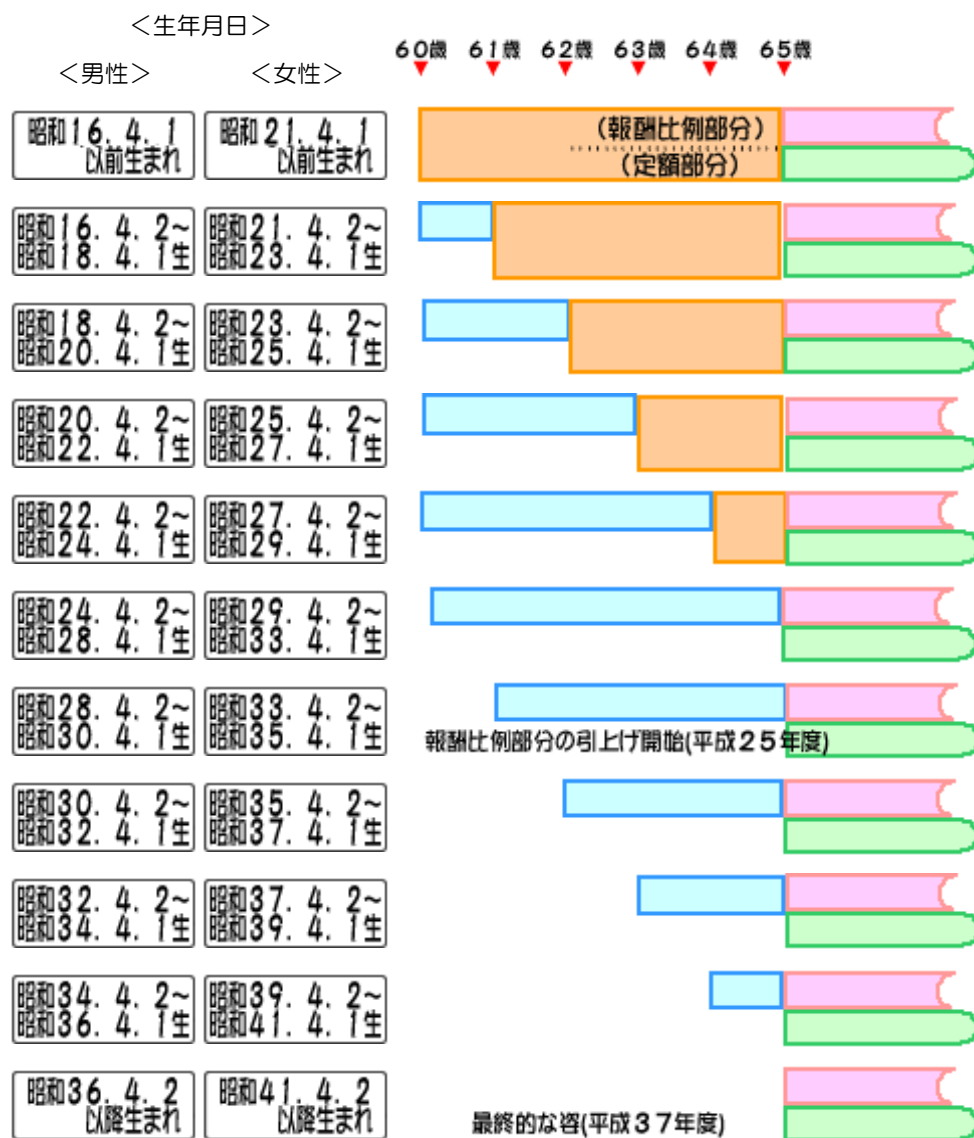 ＜生年月日＞
＜男性＞ ＜女性＞
60歳 61歳 62歳 63歳 64歳 65歳
昭和16. 4. 1 以前生まれ
昭和21. 4. 1 以前生まれ
(報酬比例部分)
(定額部分)
昭和16. 4. 2～
昭和18. 4. 1生
昭和21. 4. 2～
昭和23. 4. 1生
昭和18. 4. 2～
昭和20. 4. 1生
昭和23. 4. 2～
昭和25. 4. 1生
昭和20. 4. 2～
昭和22. 4. 1生
昭和25. 4. 2～
昭和27. 4. 1生
昭和22. 4. 2～
昭和24. 4. 1生
昭和27. 4. 2～
昭和29. 4. 1生
昭和24. 4. 2～
昭和28. 4. 1生
昭和29. 4. 2～
昭和33. 4. 1生
昭和28. 4. 2～
昭和30. 4. 1生
昭和33. 4. 2～
昭和35. 4. 1生
報酬比例部分の引上げ開始(平成25年度)
昭和30. 4. 2～
昭和32. 4. 1生
昭和35. 4. 2～
昭和37. 4. 1生
昭和32. 4. 2～
昭和34. 4. 1生
昭和37. 4. 2～
昭和39. 4. 1生
昭和34. 4. 2～
昭和36. 4. 1生
昭和39. 4. 2～
昭和41. 4. 1生
昭和36. 4. 2
以降生まれ
昭和41. 4. 2
以降生まれ
最終的な姿(平成37年度)